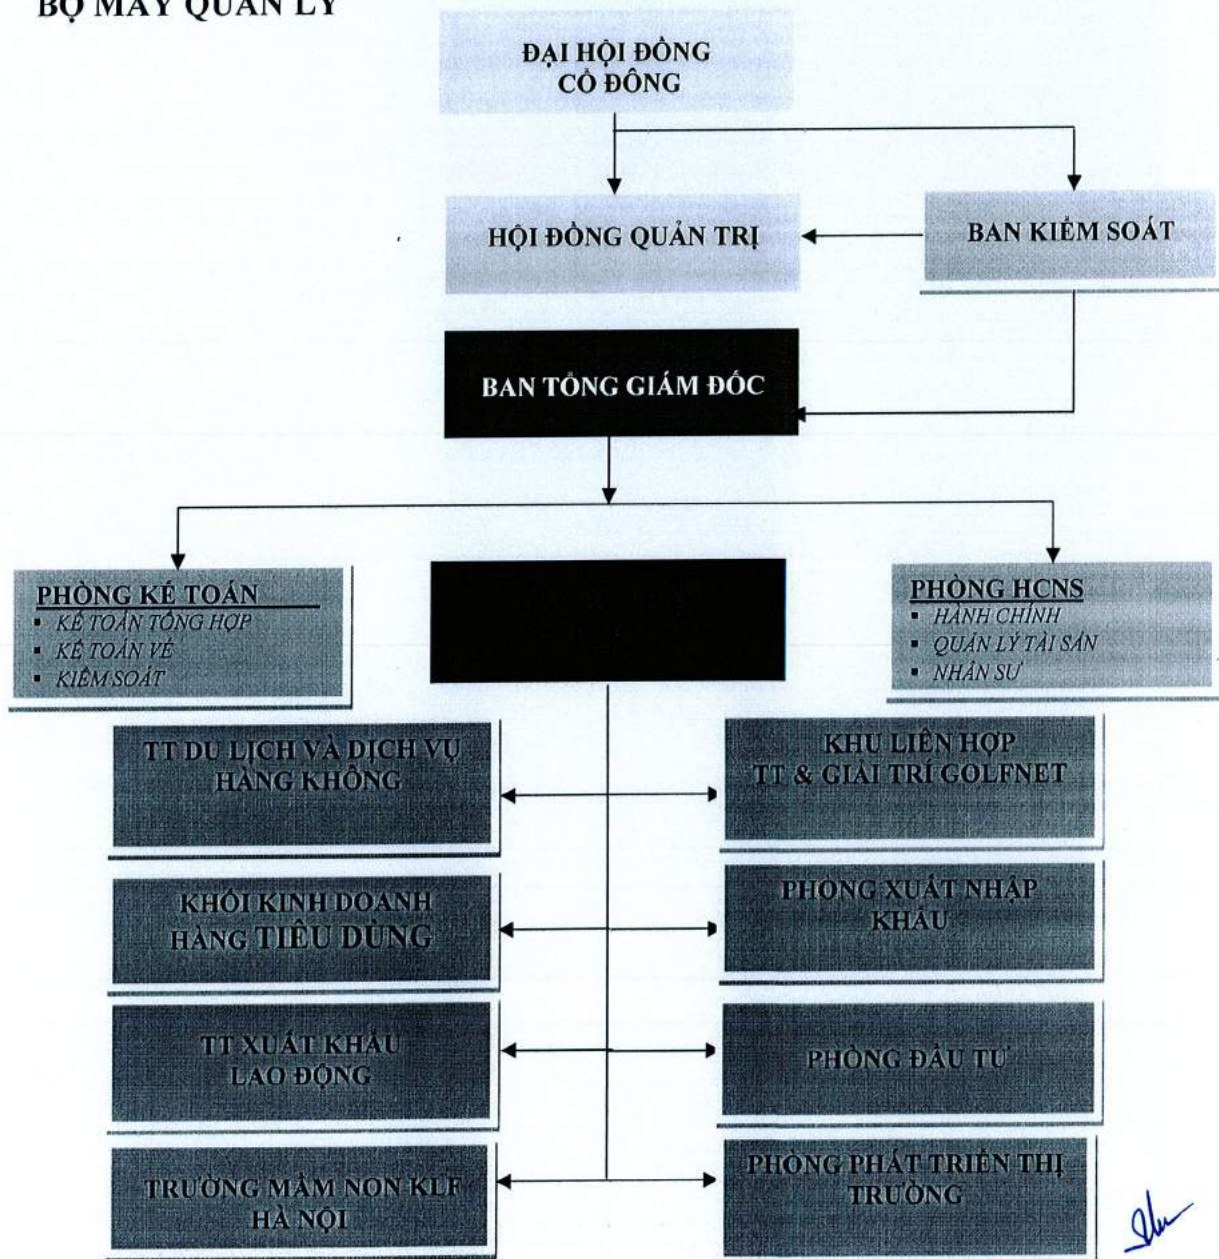 BỘ MÁY QUẢN LÝ
ĐẠI HỘI ĐỒNG
CỔ ĐÔNG
HỘI ĐỒNG QUẢN TRỊ
BAN KIỂM SOÁT
BAN TỔNG GIÁM ĐỐC
PHÒNG KẾ TOÁN
▪ KẾ TOÁN TỔNG HỢP
▪ KẾ TOÁN VÉ
▪ KIỂM SOÁT
PHÒNG HCNS
▪ HÀNH CHÍNH
▪ QUẢN LÝ TÀI SẢN
▪ NHÂN SỰ
TT DU LỊCH VÀ DỊCH VỤ
HÀNG KHÔNG
KHU LIÊN HỢP
TT & GIẢI TRÍ GOLFNET
KHỐI KINH DOANH
HÀNG TIÊU DÙNG
PHÒNG XUẤT NHẬP
KHẨU
TT XUẤT KHẨU
LAO ĐỘNG
PHÒNG ĐẦU TƯ
TRƯỜNG MẦM NON KLF
HÀ NỘI
PHÒNG PHÁT TRIỂN THỊ
TRƯỜNG